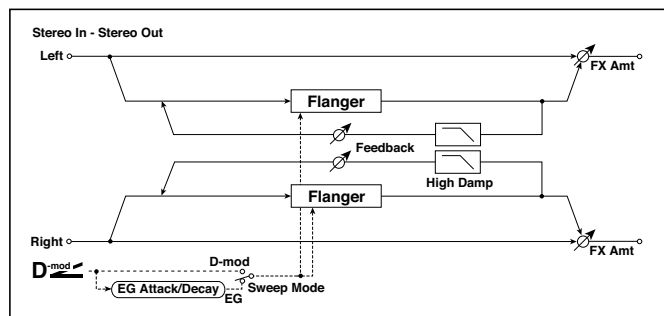 Stereo In - Stereo Out
Left
FX Amt
Flanger
Feedback
High Damp
Flanger
Right
FX Amt
D-mod
D-mod
EG Attack/Decay
EG
Sweep Mode